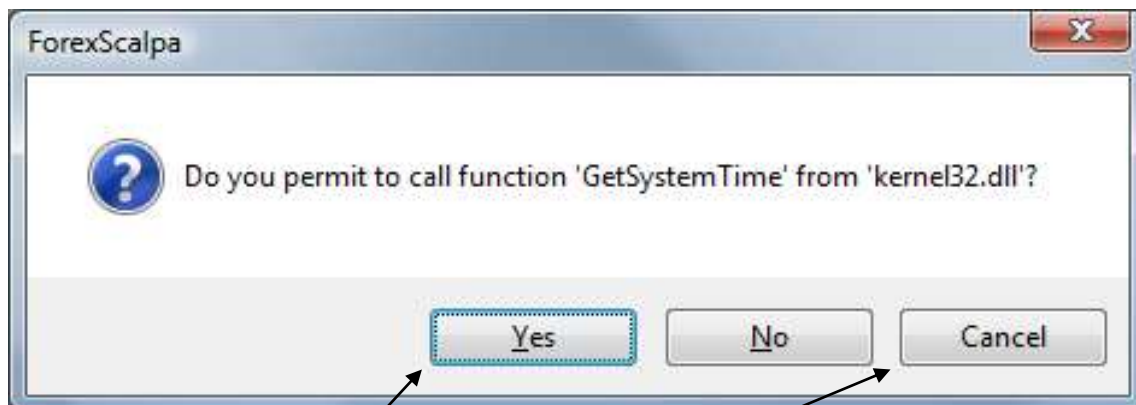 ForexScalpa
Do you permit to call function 'GetSystemTime' from 'kernel32.dll'?
Yes
No
Cancel